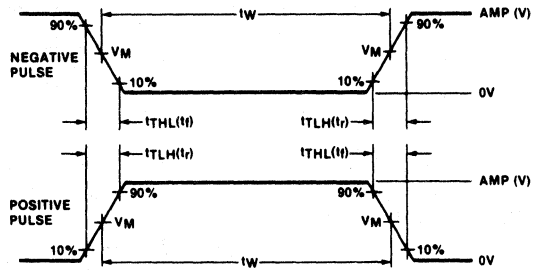 tW
AMP (V)
90%
90%
NEGATIVE
PULSE
VM
VM
10%
10%
0V
tTHL(tf)
tTLH(tr)
tTLH(tr)
tTHL(tf)
AMP (V)
90%
90%
POSITIVE
PULSE
VM
VM
10%
10%
0V
tW